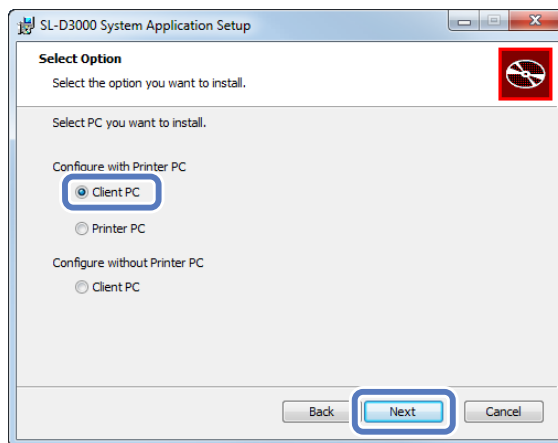 SL-D3000 System Application Setup
Select Option
Select the option you want to install.
Select PC you want to install.
Configure with Printer PC
Client PC
Printer PC
Configure without Printer PC
Client PC
Back Next Cancel